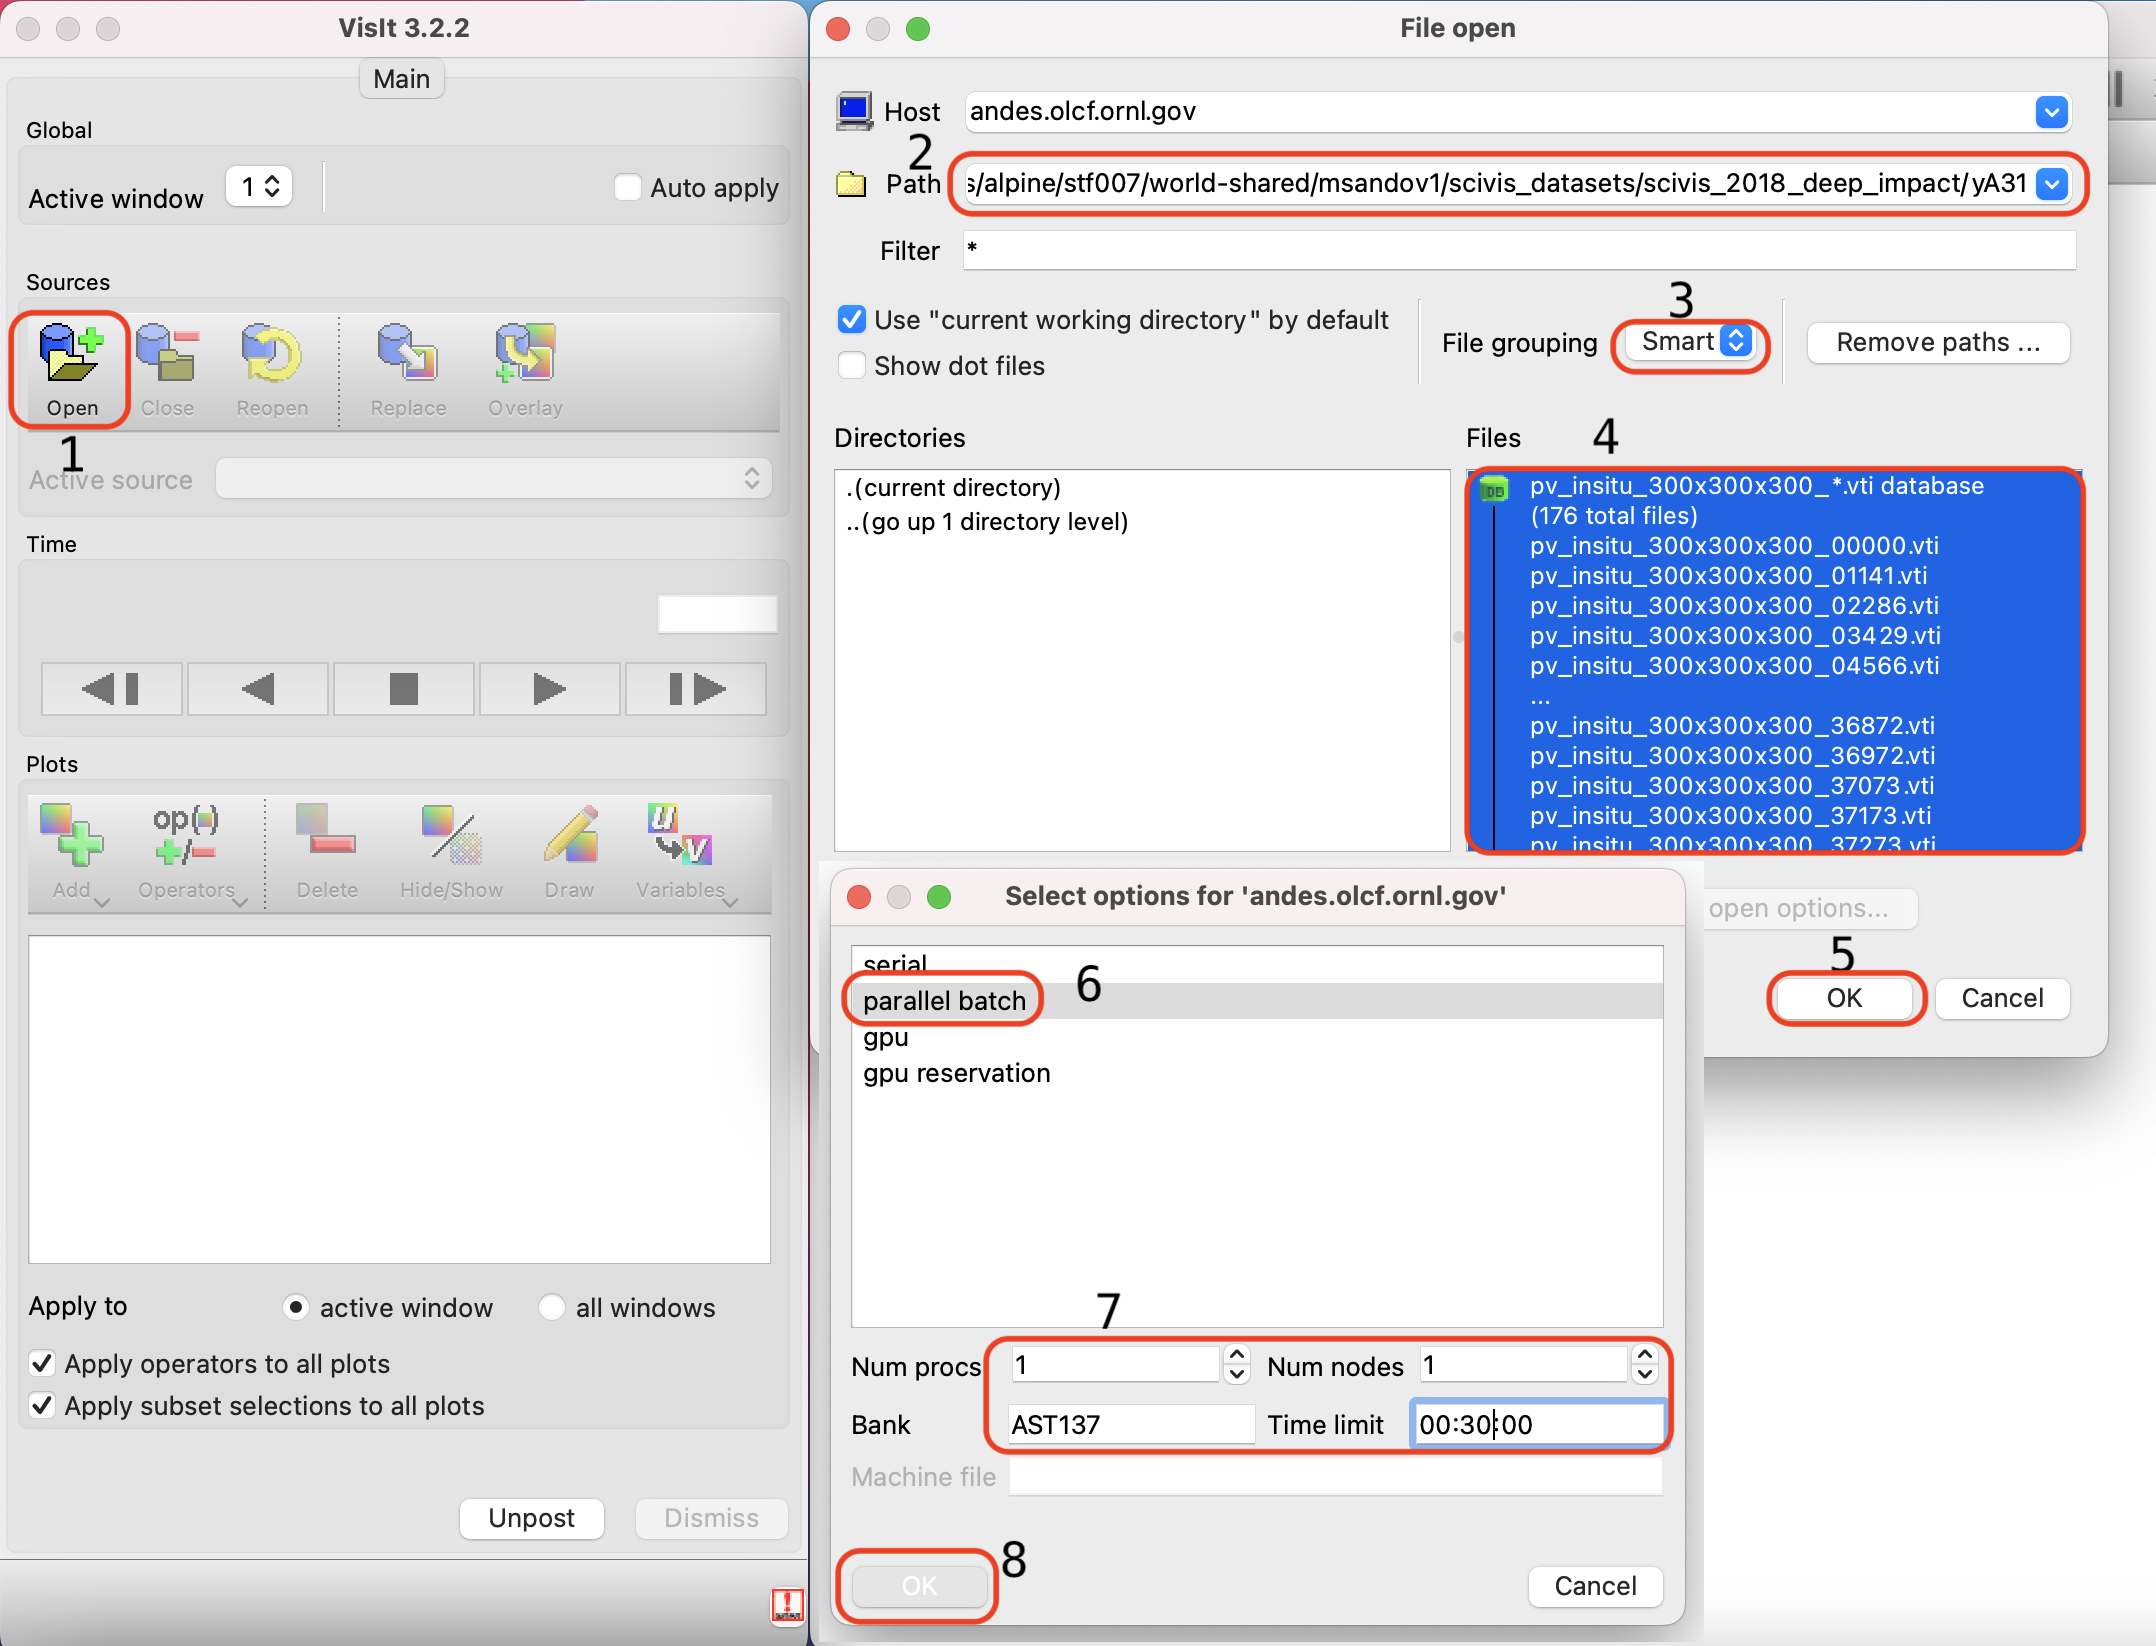 VisIt 3.2.2
Main
Global
Active window 1 Auto apply
Sources
Open Close Reopen Replace Overlay
1
Active source
Time
Plots
Add op() +/- Operators Delete Hide/Show Draw Variables
Apply to active window all windows
Apply operators to all plots
Apply subset selections to all plots
Unpost Dismiss
File open
Host andes.olcf.ornl.gov
2
Path s/alpine/stf007/world-shared/msandov1/scivis_datasets/scivis_2018_deep_impact/yA31
Filter *
Use "current working directory" by default
Show dot files
3
File grouping Smart Remove paths ...
Directories
.(current directory)
..(go up 1 directory level)
Files 4
DB pv_insitu_300x300x300_*.vti database
(176 total files)
pv_insitu_300x300x300_00000.vti
pv_insitu_300x300x300_01141.vti
pv_insitu_300x300x300_02286.vti
pv_insitu_300x300x300_03429.vti
pv_insitu_300x300x300_04566.vti
...
pv_insitu_300x300x300_36872.vti
pv_insitu_300x300x300_36972.vti
pv_insitu_300x300x300_37073.vti
pv_insitu_300x300x300_37173.vti
pv_insitu_300x300x300_37273.vti
open options...
5
OK Cancel
Select options for 'andes.olcf.ornl.gov'
serial
parallel batch 6
gpu
gpu reservation
7
Num procs 1 Num nodes 1
Bank AST137 Time limit 00:30:00
Machine file
OK 8 Cancel